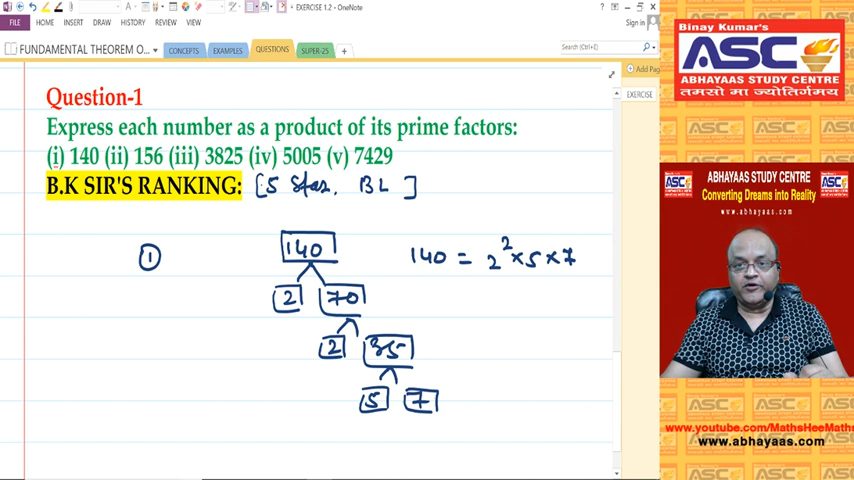 EXERCISE 1.2 - OneNote
FILE HOME INSERT DRAW HISTORY REVIEW VIEW
Sign in
FUNDAMENTAL THEOREM O... CONCEPTS EXAMPLES QUESTIONS SUPER-25 +
Search (Ctrl+E)
Add Pag
EXERCISE
Question-1
Express each number as a product of its prime factors:
(i) 140 (ii) 156 (iii) 3825 (iv) 5005 (v) 7429
B.K SIR'S RANKING: [5 Star, BL]
① 140 140 = 2² × 5 × 7
2 70
2 35
5 7
Binay Kumar's
ASC
ABHAYAAS STUDY CENTRE
तमसो मा ज्योतिर्गमय
ABHAYAAS STUDY CENTRE
ASC Converting Dreams into Reality ASC
www.abhayaas.com
www.youtube.com/MathsHeeMaths
www.abhayaas.com